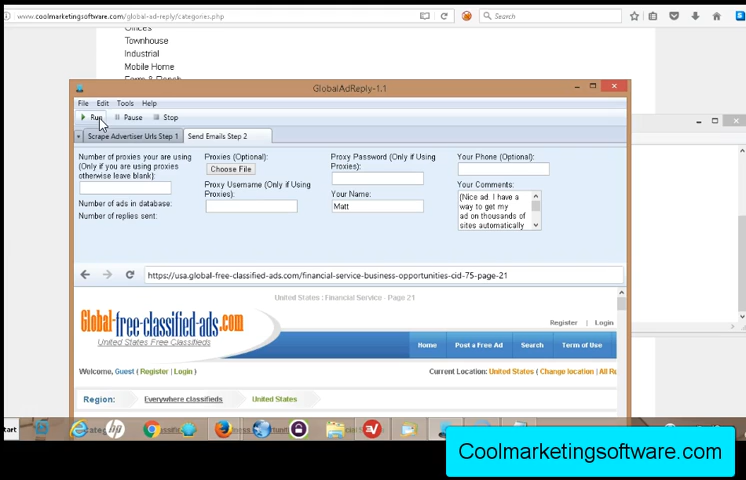 www.coolmarketingsoftware.com/global-ad-reply/categories.php
Search
Offices
Townhouse
Industrial
Mobile Home
Farm & Ranch
GlobalAdReply-1.1
File Edit Tools Help
Run Pause Stop
Scrape Advertiser Urls Step 1
Send Emails Step 2
Number of proxies your are using
(Only if you are using proxies
otherwise leave blank):
Number of ads in database:
Number of replies sent:
Proxies (Optional):
Choose File
Proxy Username (Only if Using
Proxies):
Proxy Password (Only if Using
Proxies):
Your Name:
Matt
Your Phone (Optional):
Your Comments:
{Nice ad. I have a
way to get my
ad on thousands of
sites automatically
https://usa.global-free-classified-ads.com/financial-service-business-opportunities-cid-75-page-21
United States : Financial Service - Page 21
Global-free-classified-ads.com
United States Free Classifieds
Register | Login
Home Post a Free Ad Search Term of Use
Welcome, Guest ( Register | Login )
Current Location: United States ( Change location | All Ru
Region: Everywhere classifieds United States
tart
Coolmarketingsoftware.com